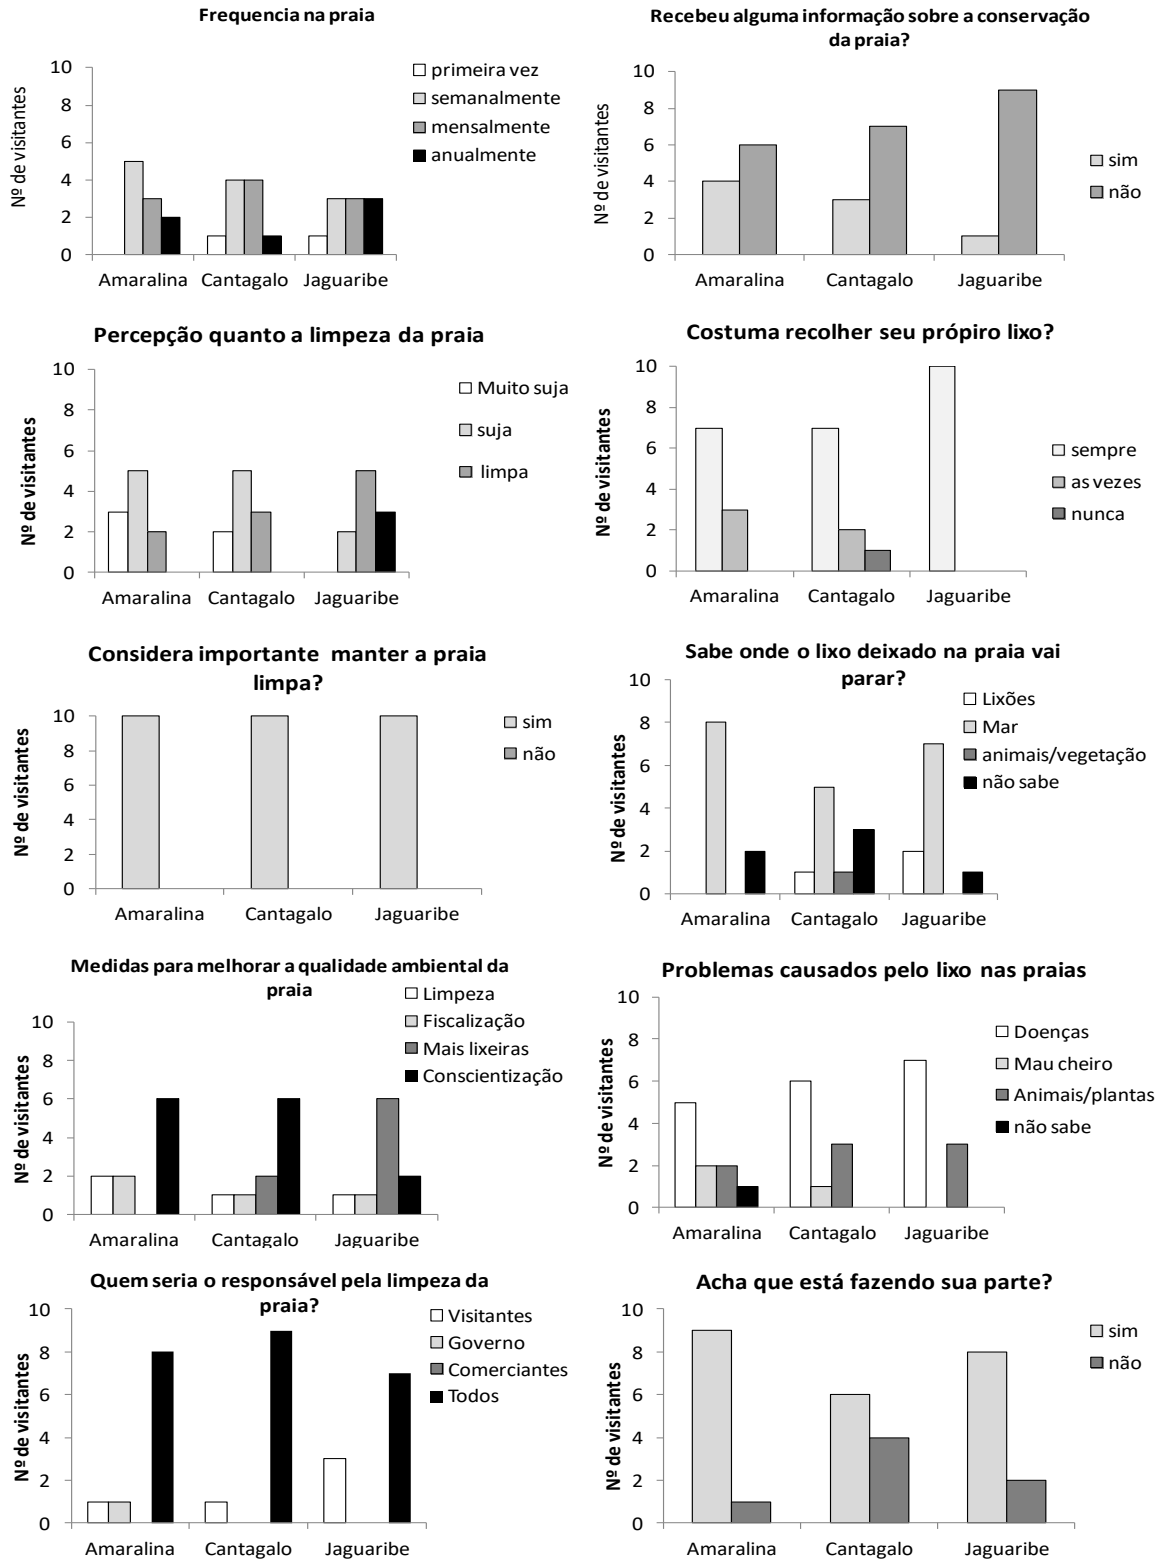 Frequencia na praia
10
8
6
4
2
0
Nº de visitantes
primeira vez
semanalmente
mensalmente
anualmente
Amaralina Cantagalo Jaguaribe
Recebeu alguma informação sobre a conservação
da praia?
10
8
6
4
2
0
Nº de visitantes
sim
não
Amaralina Cantagalo Jaguaribe
Percepção quanto a limpeza da praia
10
8
6
4
2
0
Nº de visitantes
Muito suja
suja
limpa
Amaralina Cantagalo Jaguaribe
Costuma recolher seu própiro lixo?
10
8
6
4
2
0
Nº de visitantes
sempre
as vezes
nunca
Amaralina Cantagalo Jaguaribe
Considera importante manter a praia
limpa?
10
8
6
4
2
0
Nº de visitantes
sim
não
Amaralina Cantagalo Jaguaribe
Sabe onde o lixo deixado na praia vai
parar?
10
8
6
4
2
0
Nº de visitantes
Lixões
Mar
animais/vegetação
não sabe
Amaralina Cantagalo Jaguaribe
Medidas para melhorar a qualidade ambiental da
praia
10
8
6
4
2
0
Nº de visitantes
Limpeza
Fiscalização
Mais lixeiras
Conscientização
Amaralina Cantagalo Jaguaribe
Problemas causados pelo lixo nas praias
10
8
6
4
2
0
Nº de visitantes
Doenças
Mau cheiro
Animais/plantas
não sabe
Amaralina Cantagalo Jaguaribe
Quem seria o responsável pela limpeza da
praia?
10
8
6
4
2
0
Nº de visitantes
Visitantes
Governo
Comerciantes
Todos
Amaralina Cantagalo Jaguaribe
Acha que está fazendo sua parte?
10
8
6
4
2
0
Nº de visitantes
sim
não
Amaralina Cantagalo Jaguaribe